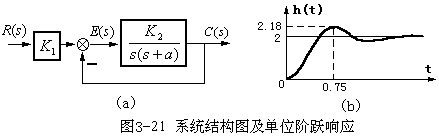 R(s)
K₁
E(s)
K₂
s(s+a)
C(s)
−
(a)
h(t)
2.18
2
0
0.75
t
(b)
图3-21 系统结构图及单位阶跃响应